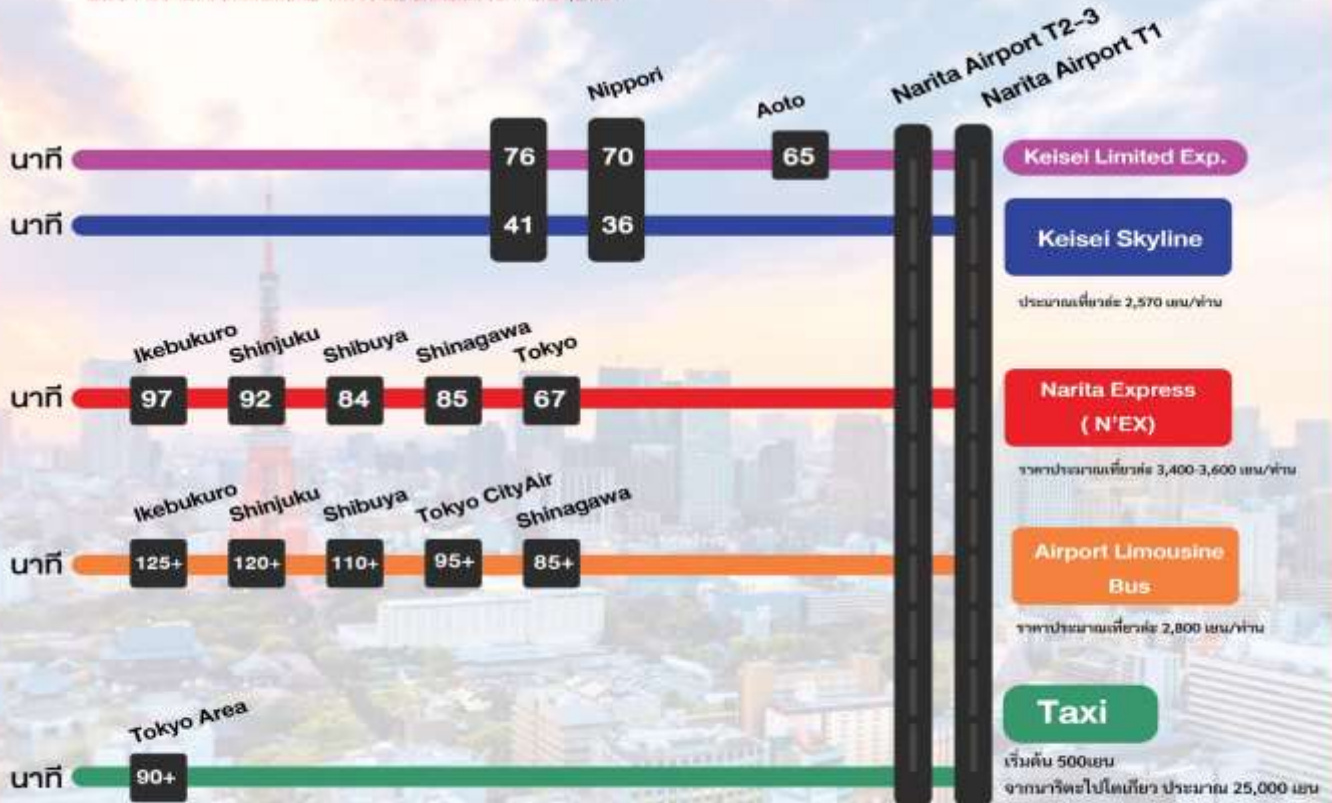 Nippori
Aoto
Narita Airport T2-3
Narita Airport T1
นาที
76
70
65
Keisei Limited Exp.
นาที
41
36
Keisei Skyline
ประมาณเที่ยวล่ะ 2,570 เยน/ท่าน
Ikebukuro
Shinjuku
Shibuya
Shinagawa
Tokyo
นาที
97
92
84
85
67
Narita Express
( N'EX)
ราคาประมาณเที่ยวล่ะ 3,400-3,600 เยน/ท่าน
Ikebukuro
Shinjuku
Shibuya
Tokyo CityAir
Shinagawa
นาที
125+
120+
110+
95+
85+
Airport Limousine
Bus
ราคาประมาณเที่ยวล่ะ 2,800 เยน/ท่าน
Tokyo Area
นาที
90+
Taxi
เริ่มต้น 500เยน
จากนาริตะไปโตเกียว ประมาณ 25,000 เยน